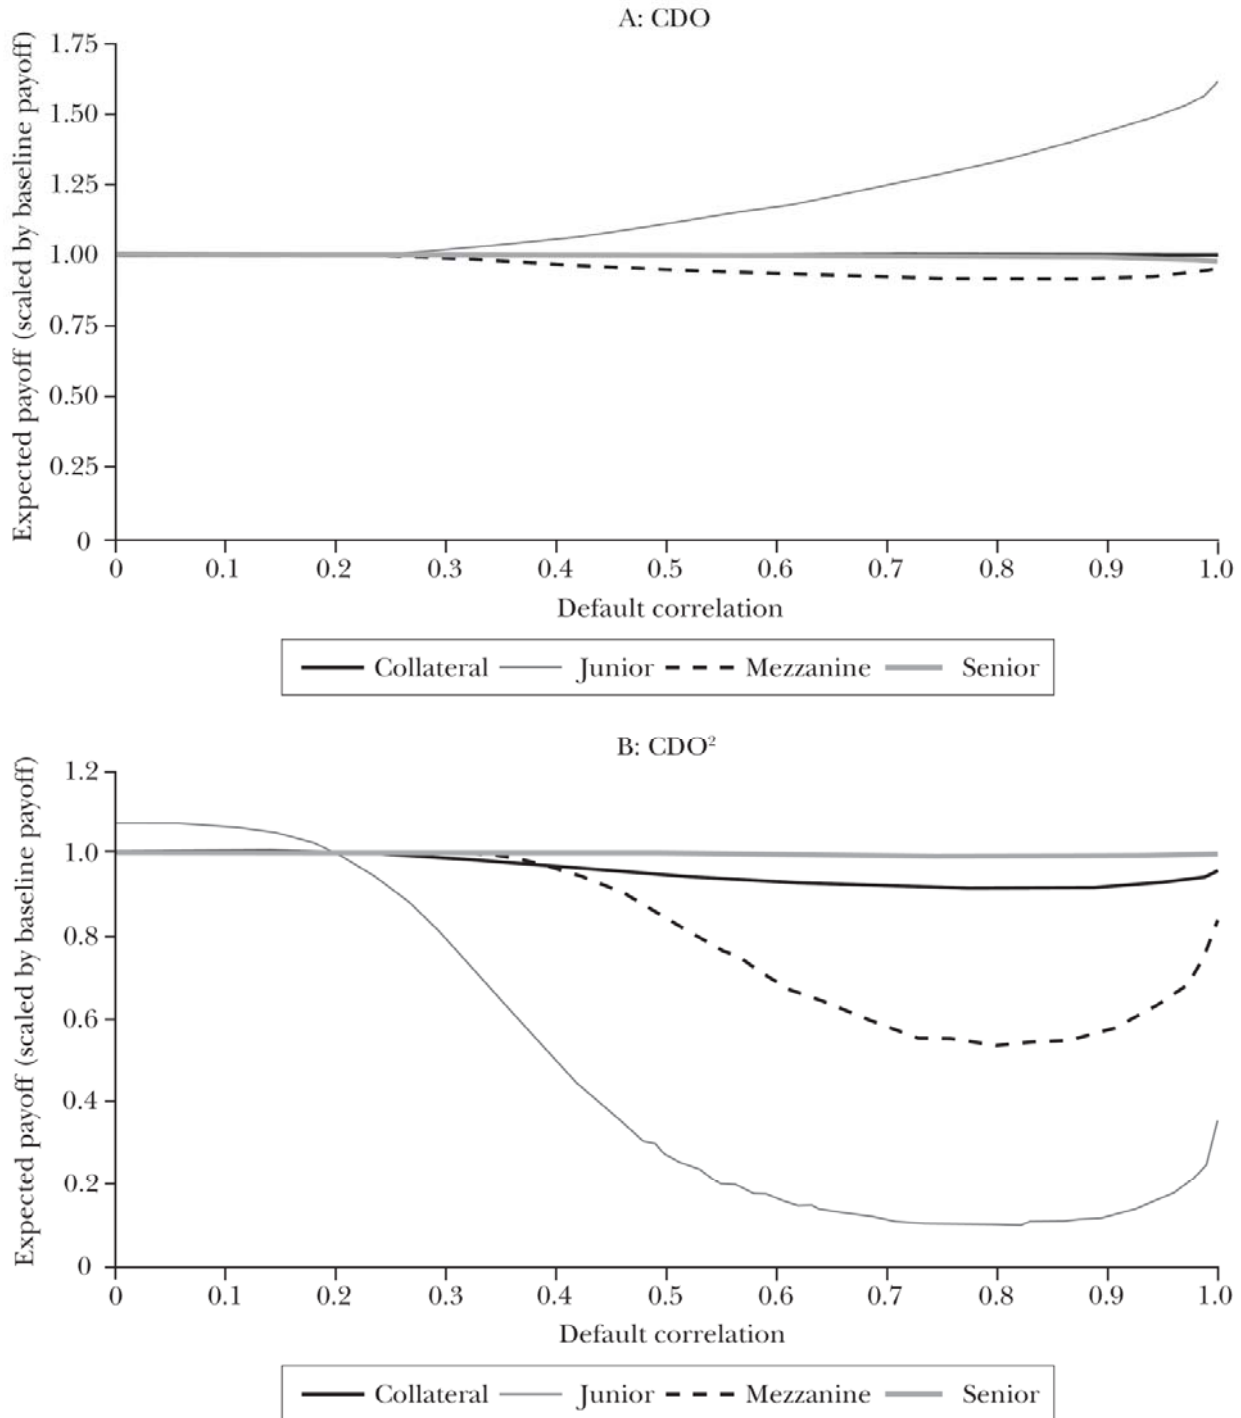 A: CDO
Expected payoff (scaled by baseline payoff)
1.75
1.50
1.25
1.00
0.75
0.50
0.25
0
0 0.1 0.2 0.3 0.4 0.5 0.6 0.7 0.8 0.9 1.0
Default correlation
Collateral Junior Mezzanine Senior
B: CDO²
Expected payoff (scaled by baseline payoff)
1.2
1.0
0.8
0.6
0.4
0.2
0
0 0.1 0.2 0.3 0.4 0.5 0.6 0.7 0.8 0.9 1.0
Default correlation
Collateral Junior Mezzanine Senior